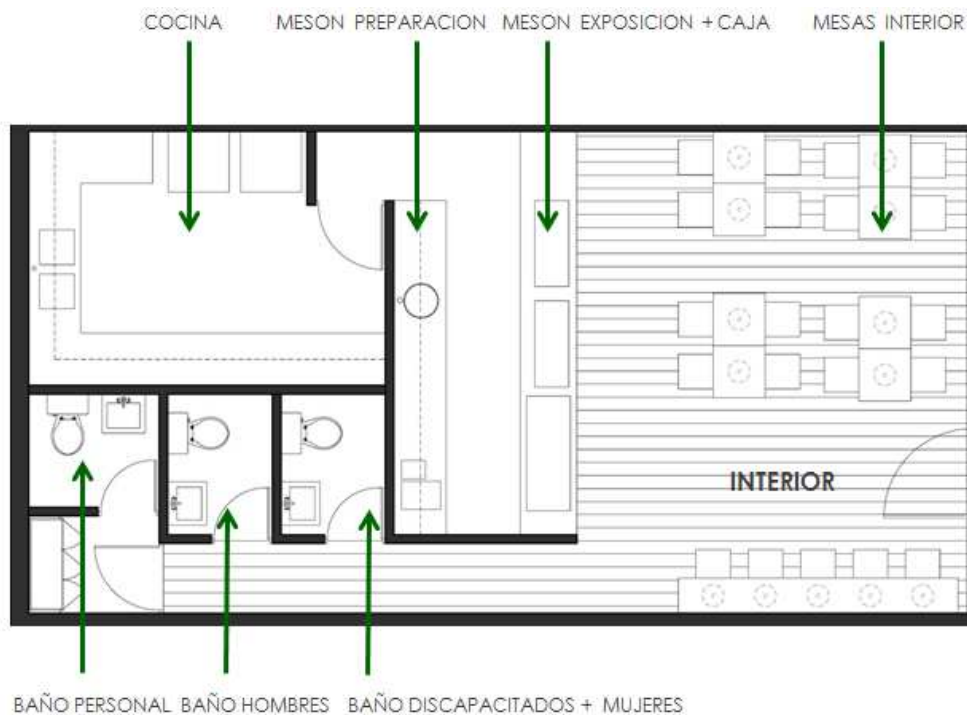 COCINA MESON PREPARACION MESON EXPOSICION + CAJA MESAS INTERIOR
INTERIOR
BAÑO PERSONAL BAÑO HOMBRES BAÑO DISCAPACITADOS + MUJERES